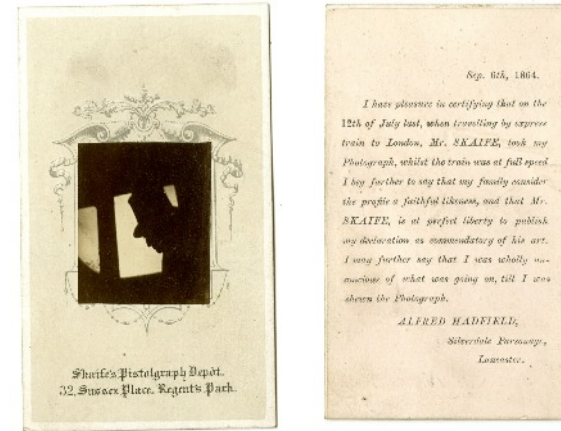 Skaife's Pistolgraph Depôt.
32, Sussex Place, Regent's Park.
Sep. 6th, 1864.
I have pleasure in certifying that on the
12th of July last, when travelling by express
train to London, Mr. SKAIFE, took my
Photograph, whilst the train was at full speed
I beg further to say that my family consider
the profile a faithful likeness, and that Mr.
SKAIFE, is at perfect liberty to publish
my declaration as commendatory of his art.
I may further say that I was wholly un-
conscious of what was going on, till I was
shewn the Photograph.
ALFRED HADFIELD,
Silverdale Parsonage,
Lancaster.